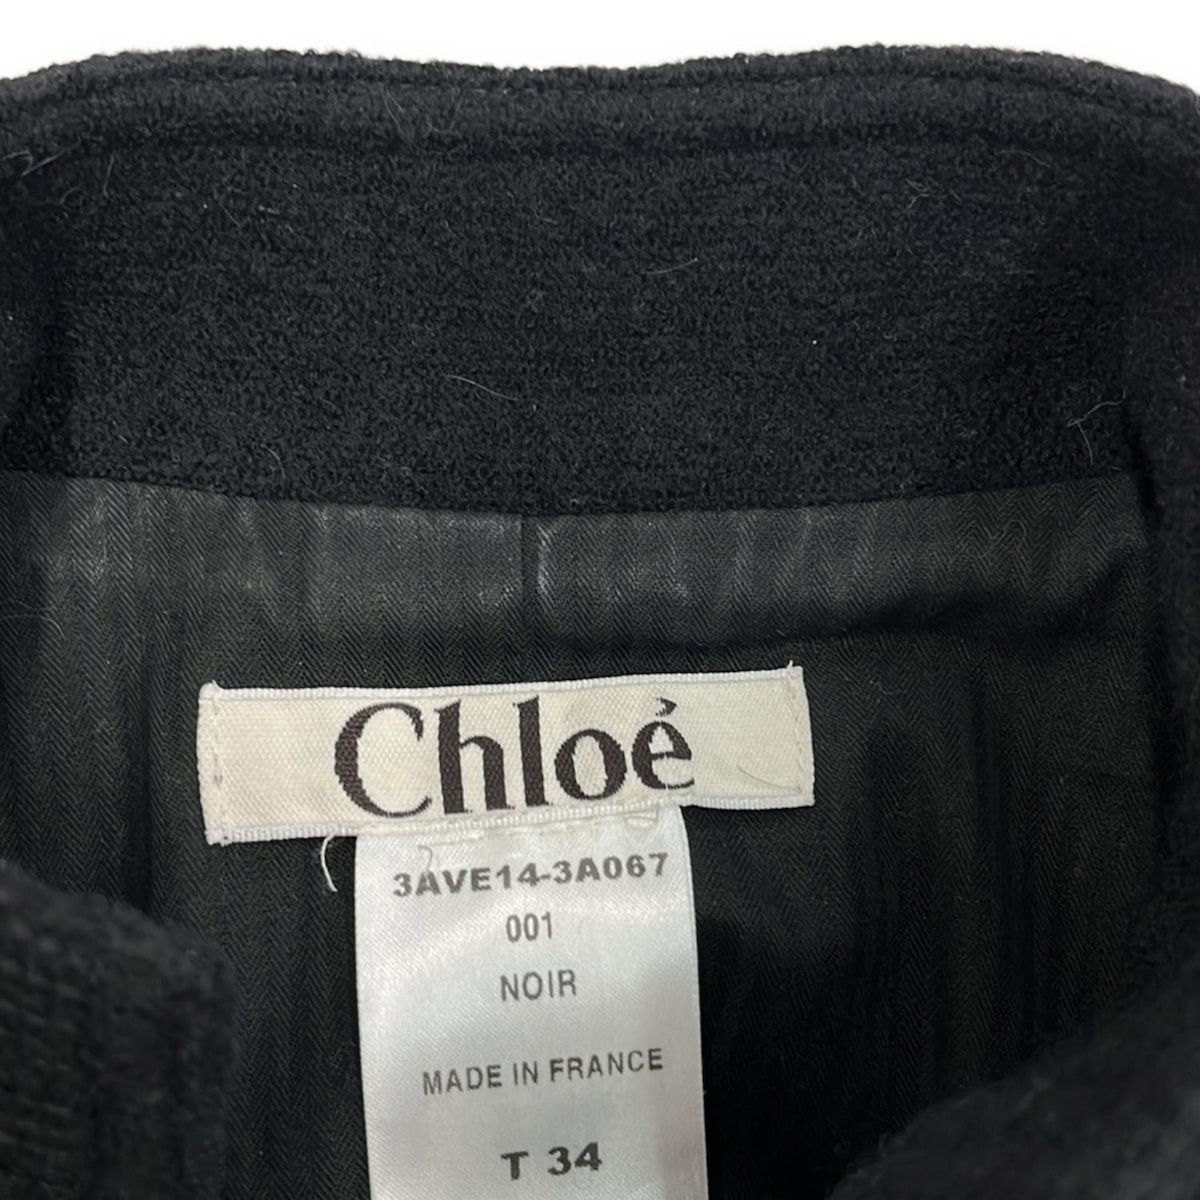 Chloé
3AVE14-3A067
001
NOIR
MADE IN FRANCE
T 34